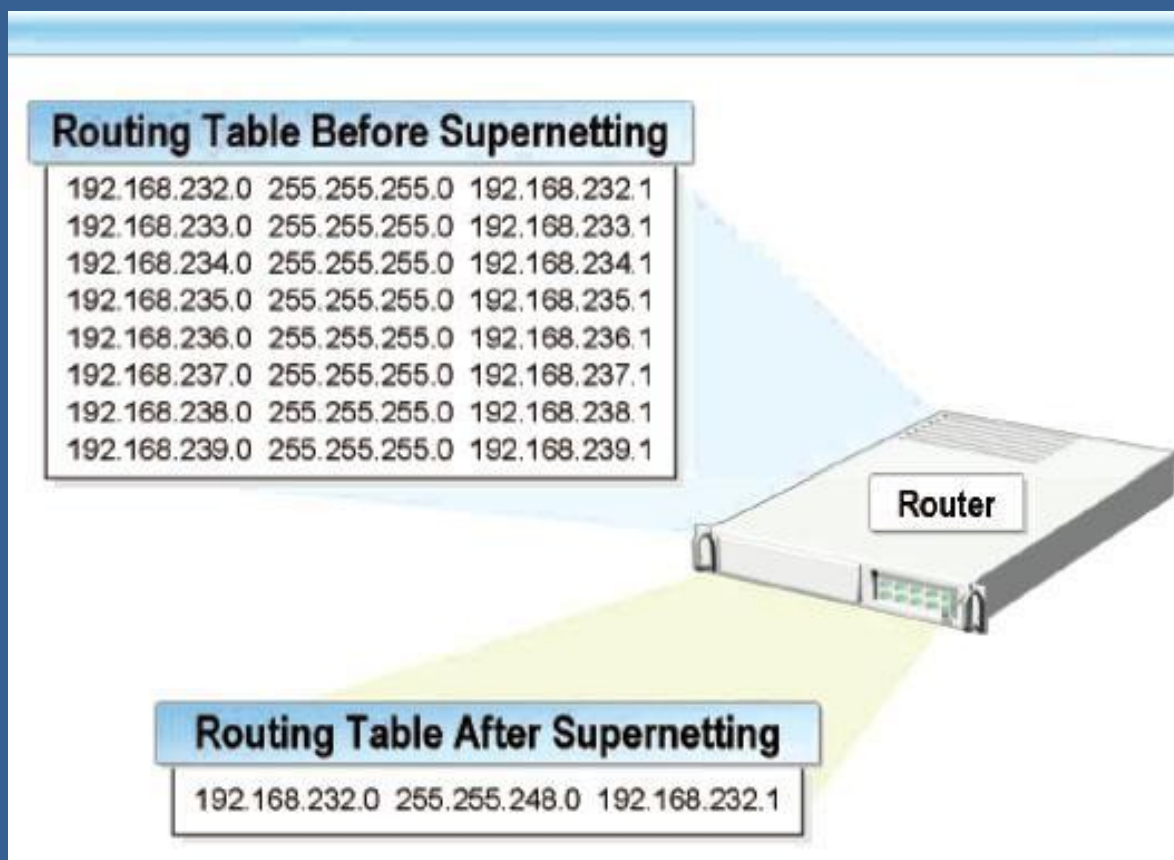 Routing Table Before Supernetting
192.168.232.0 255.255.255.0 192.168.232.1
192.168.233.0 255.255.255.0 192.168.233.1
192.168.234.0 255.255.255.0 192.168.234.1
192.168.235.0 255.255.255.0 192.168.235.1
192.168.236.0 255.255.255.0 192.168.236.1
192.168.237.0 255.255.255.0 192.168.237.1
192.168.238.0 255.255.255.0 192.168.238.1
192.168.239.0 255.255.255.0 192.168.239.1
Router
Routing Table After Supernetting
192.168.232.0 255.255.248.0 192.168.232.1